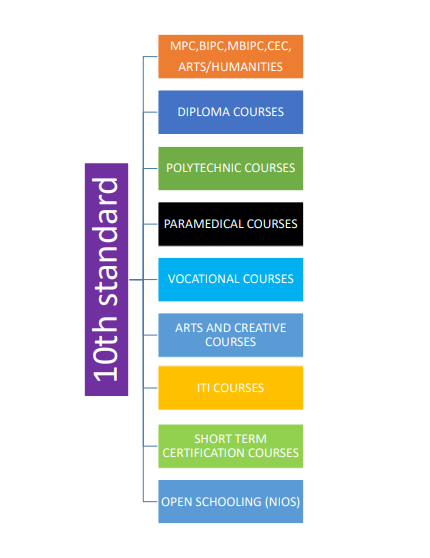 10th standard
MPC,BIPC,MBIPC,CEC,
ARTS/HUMANITIES
DIPLOMA COURSES
POLYTECHNIC COURSES
PARAMEDICAL COURSES
VOCATIONAL COURSES
ARTS AND CREATIVE
COURSES
ITI COURSES
SHORT TERM
CERTIFICATION COURSES
OPEN SCHOOLING (NIOS)